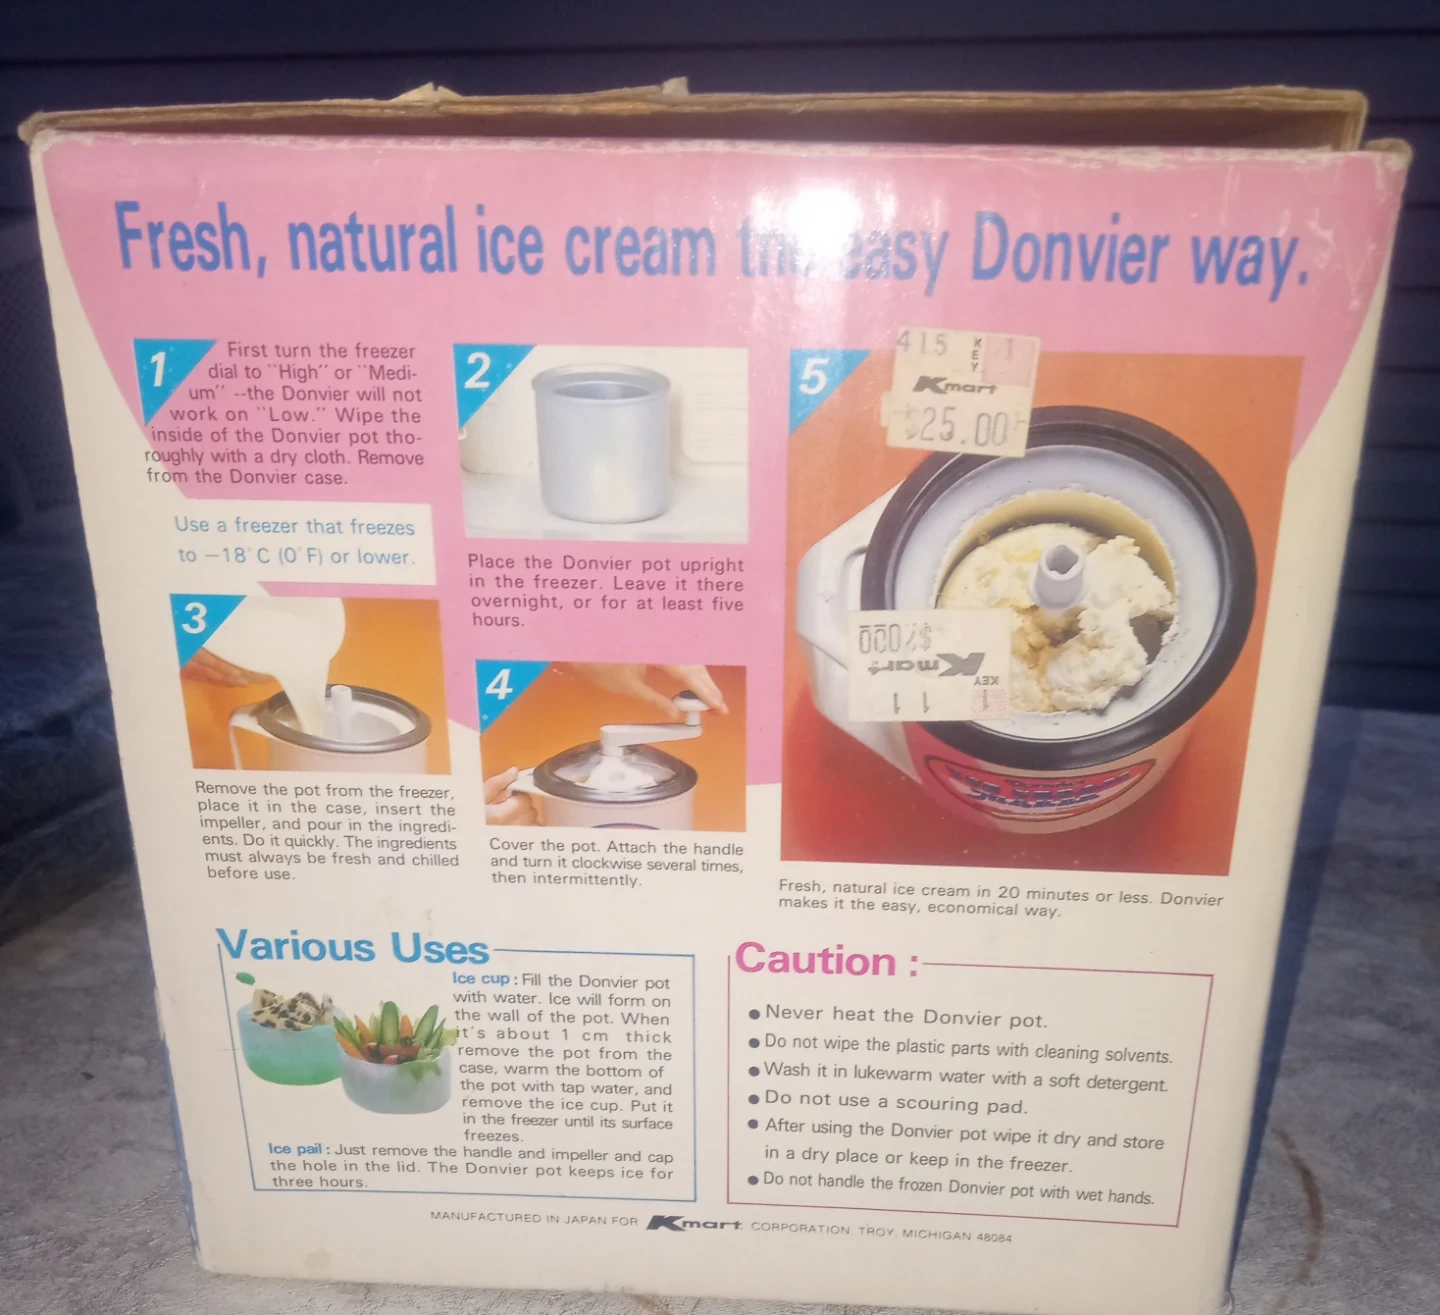 Fresh, natural ice cream the easy Donvier way.
1
First turn the freezer
dial to "High" or "Medi-
um" --the Donvier will not
work on "Low." Wipe the
inside of the Donvier pot tho-
roughly with a dry cloth. Remove
from the Donvier case.
Use a freezer that freezes
to −18°C (0°F) or lower.
2
Place the Donvier pot upright
in the freezer. Leave it there
overnight, or for at least five
hours.
3
Remove the pot from the freezer,
place it in the case, insert the
impeller, and pour in the ingredi-
ents. Do it quickly. The ingredients
must always be fresh and chilled
before use.
4
Cover the pot. Attach the handle
and turn it clockwise several times,
then intermittently.
5
415 KEY 1
Kmart
$25.00
$2000
Kmart
KEY
1 1 1
Fresh, natural ice cream in 20 minutes or less. Donvier
makes it the easy, economical way.
Various Uses
Ice cup : Fill the Donvier pot
with water. Ice will form on
the wall of the pot. When
it's about 1 cm thick
remove the pot from the
case, warm the bottom of
the pot with tap water, and
remove the ice cup. Put it
in the freezer until its surface
freezes.
Ice pail : Just remove the handle and impeller and cap
the hole in the lid. The Donvier pot keeps ice for
three hours.
Caution :
● Never heat the Donvier pot.
● Do not wipe the plastic parts with cleaning solvents.
● Wash it in lukewarm water with a soft detergent.
● Do not use a scouring pad.
● After using the Donvier pot wipe it dry and store
in a dry place or keep in the freezer.
● Do not handle the frozen Donvier pot with wet hands.
MANUFACTURED IN JAPAN FOR Kmart CORPORATION. TROY, MICHIGAN 48084